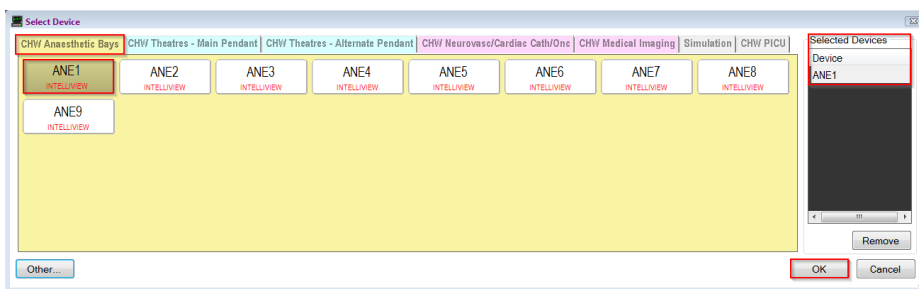 Select Device
CHW Anaesthetic Bays CHW Theatres - Main Pendant CHW Theatres - Alternate Pendant CHW Neurovasc/Cardiac Cath/Onc CHW Medical Imaging Simulation CHW PICU
Selected Devices
Device
ANE1
ANE1 ANE2 ANE3 ANE4 ANE5 ANE6 ANE7 ANE8
INTELLIVIEW INTELLIVIEW INTELLIVIEW INTELLIVIEW INTELLIVIEW INTELLIVIEW INTELLIVIEW INTELLIVIEW
ANE9
INTELLIVIEW
Remove
Other... OK Cancel